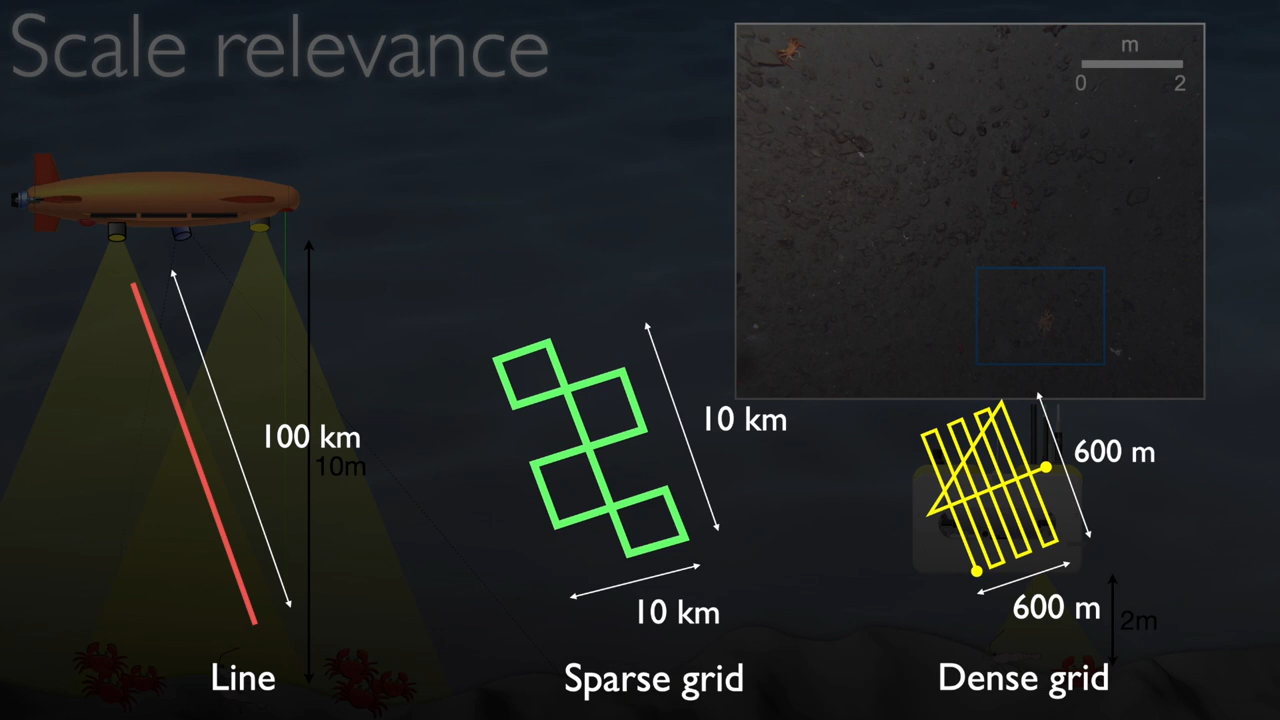 Scale relevance
m
0 2
100 km
10m
10 km
10 km
600 m
600 m
2m
Line
Sparse grid
Dense grid